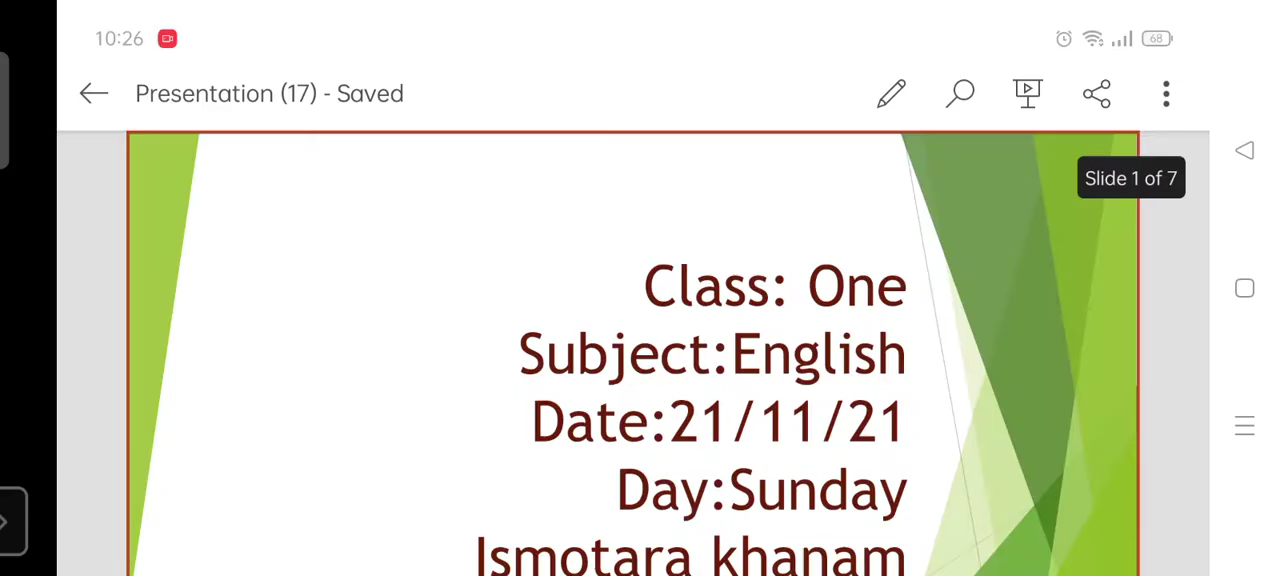 10:26
68
Presentation (17) - Saved
Slide 1 of 7
Class: One
Subject:English
Date:21/11/21
Day:Sunday
Ismotara khanam